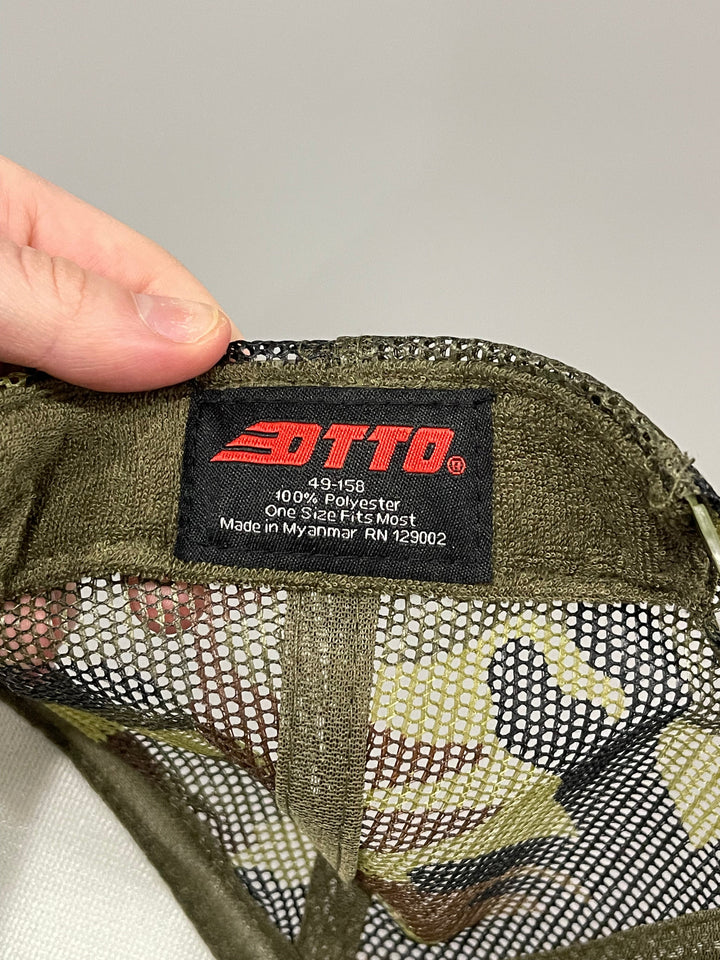 OTTO®
49-158
100% Polyester
One Size Fits Most
Made in Myanmar RN 129002